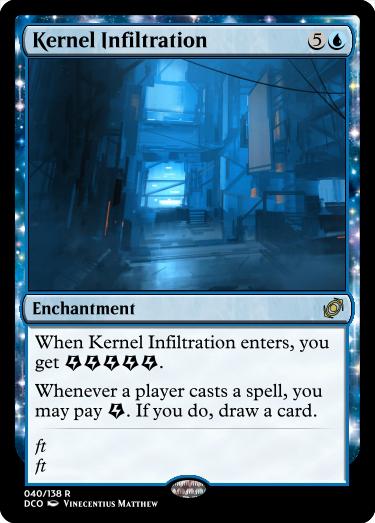 Kernel Infiltration 5
Enchantment
When Kernel Infiltration enters, you
get
Whenever a player casts a spell, you
may pay . If you do, draw a card.
ft
ft
040/138 R
DCO Vincentius Matthew